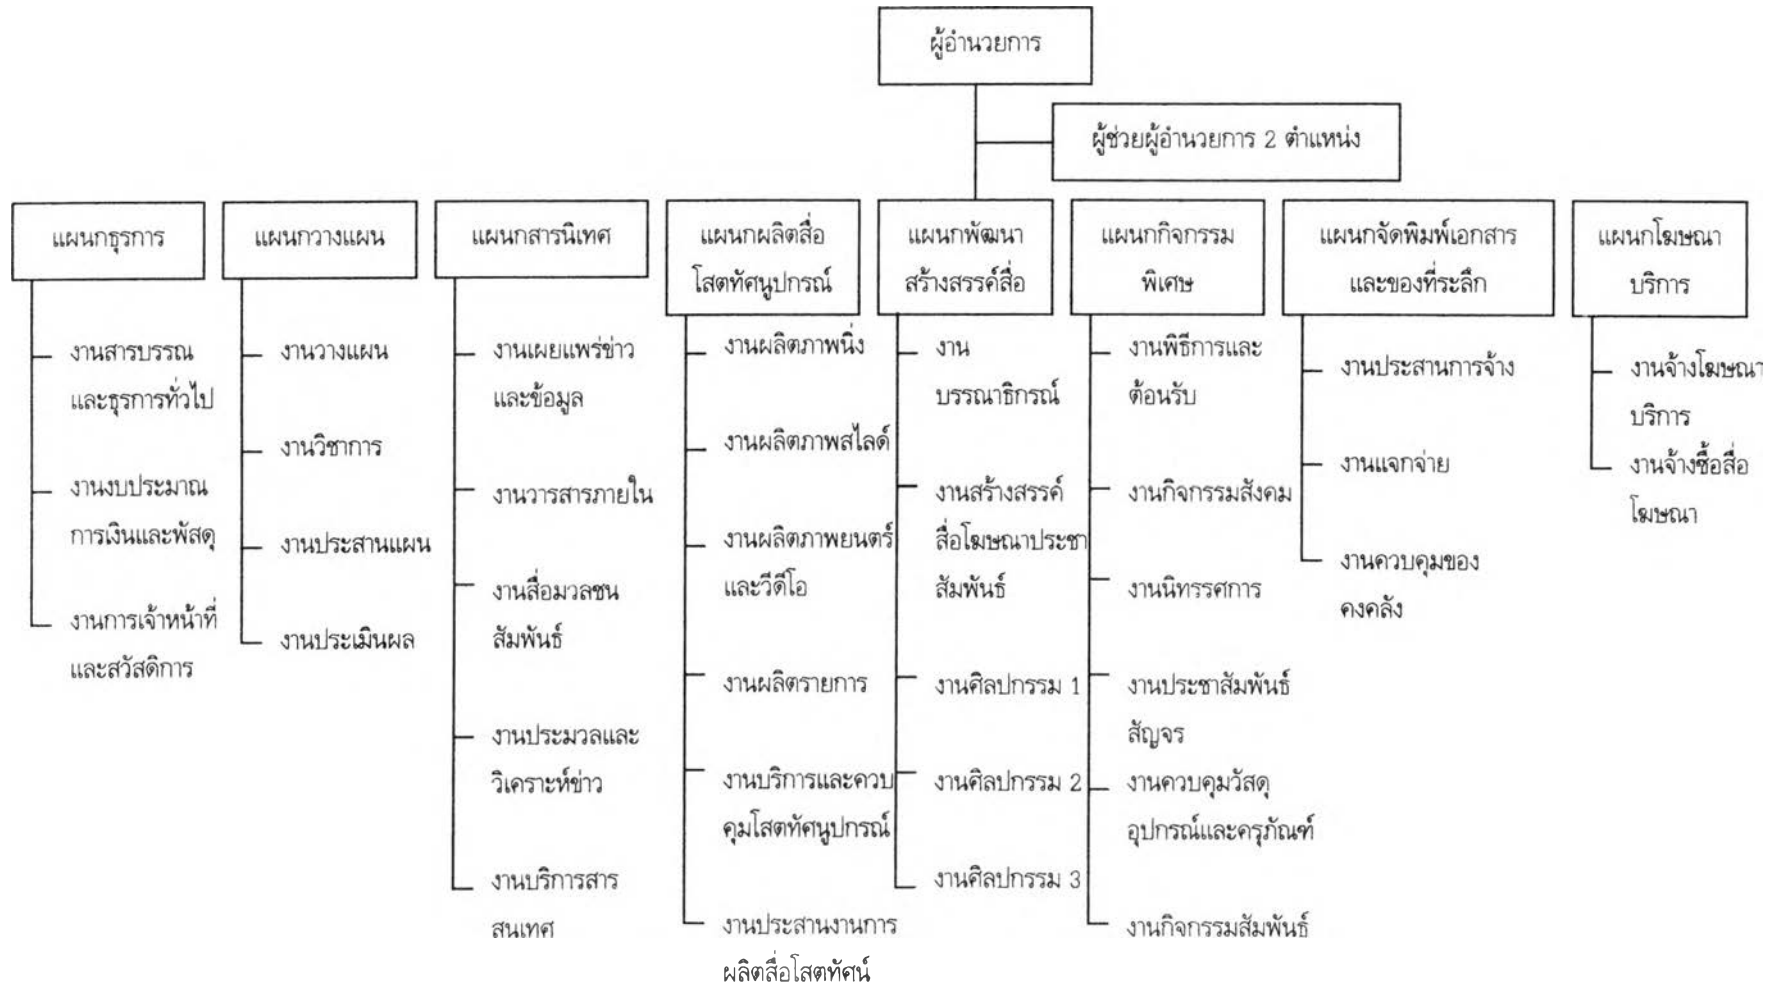 ผู้อำนวยการ
ผู้ช่วยผู้อำนวยการ 2 ตำแหน่ง
แผนกธุรการ
งานสารบรรณ
และธุรการทั่วไป
งานงบประมาณ
การเงินและพัสดุ
งานการเจ้าหน้าที่
และสวัสดิการ
แผนกวางแผน
งานวางแผน
งานวิชาการ
งานประสานแผน
งานประเมินผล
แผนกสารนิเทศ
งานเผยแพร่ข่าว
และข้อมูล
งานวารสารภายใน
งานสื่อมวลชน
สัมพันธ์
งานประมวลและ
วิเคราะห์ข่าว
งานบริการสาร
สนเทศ
แผนกผลิตสื่อ
โสตทัศนูปกรณ์
งานผลิตภาพนิ่ง
งานผลิตภาพสไลด์
งานผลิตภาพยนตร์
และวีดีโอ
งานผลิตรายการ
งานบริการและควบ
คุมโสตทัศนูปกรณ์
งานประสานงานการ
ผลิตสื่อโสตทัศน์
แผนกพัฒนา
สร้างสรรค์สื่อ
งาน
บรรณาธิกรณ์
งานสร้างสรรค์
สื่อโฆษณาประชา
สัมพันธ์
งานศิลปกรรม 1
งานศิลปกรรม 2
งานศิลปกรรม 3
แผนกกิจกรรม
พิเศษ
งานพิธีการและ
ต้อนรับ
งานกิจกรรมสังคม
งานนิทรรศการ
งานประชาสัมพันธ์
สัญจร
งานควบคุมวัสดุ
อุปกรณ์และครุภัณฑ์
งานกิจกรรมสัมพันธ์
แผนกจัดพิมพ์เอกสาร
และของที่ระลึก
งานประสานการจ้าง
งานแจกจ่าย
งานควบคุมของ
คงคลัง
แผนกโฆษณา
บริการ
งานจ้างโฆษณา
บริการ
งานจ้างซื้อสื่อ
โฆษณา